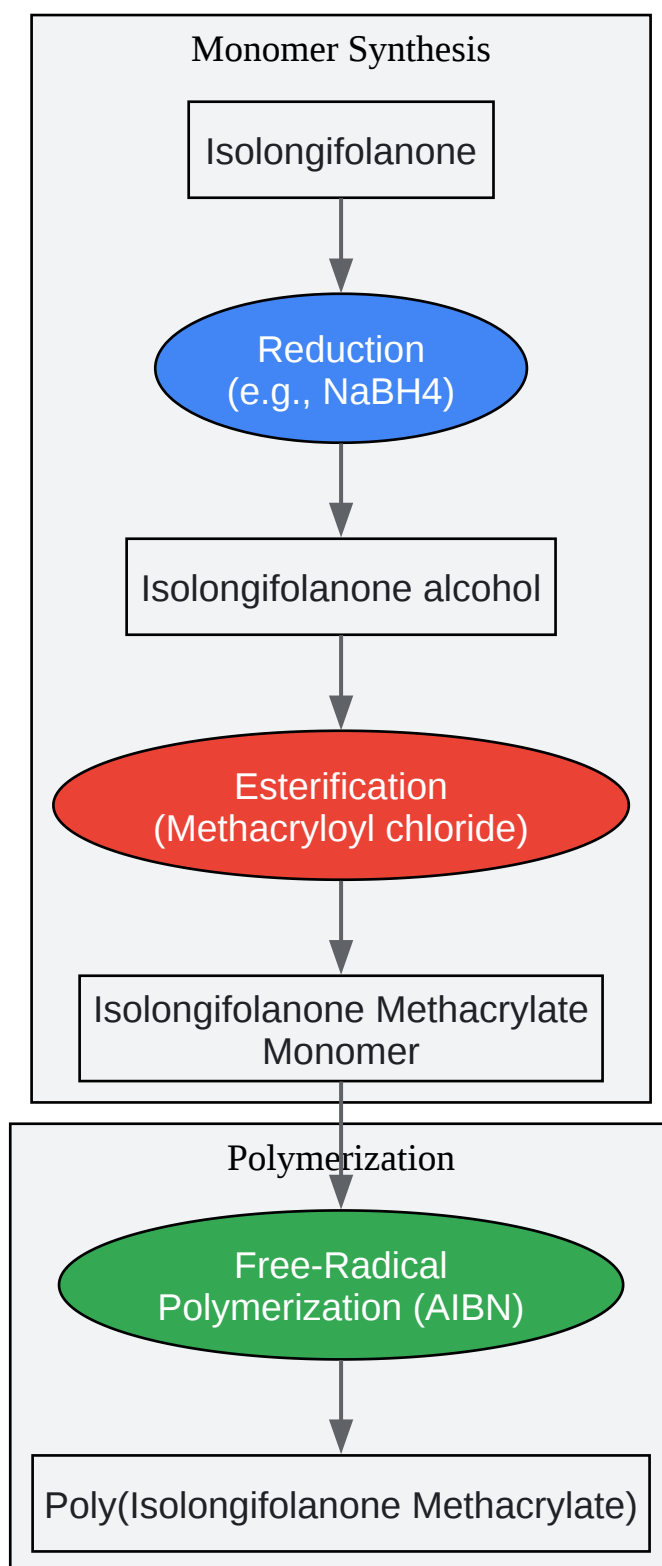 Monomer Synthesis
Isolongifolanone
Reduction
(e.g., NaBH4)
Isolongifolanone alcohol
Esterification
(Methacryloyl chloride)
Isolongifolanone Methacrylate
Monomer
Polymerization
Free-Radical
Polymerization (AIBN)
Poly(Isolongifolanone Methacrylate)